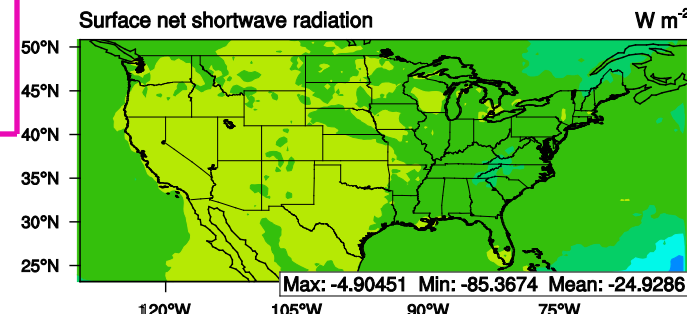 Surface net shortwave radiation W m-2
50°N
45°N
40°N
35°N
30°N
25°N
Max: -4.90451 Min: -85.3674 Mean: -24.9286
120°W 105°W 90°W 75°W